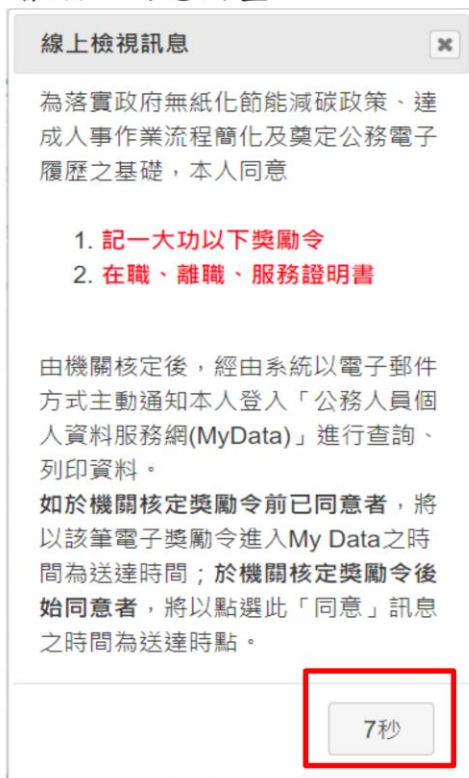 線上檢視訊息
為落實政府無紙化節能減碳政策、達
成人事作業流程簡化及奠定公務電子
履歷之基礎，本人同意
1. 記一大功以下獎勵令
2. 在職、離職、服務證明書
由機關核定後，經由系統以電子郵件
方式主動通知本人登入「公務人員個
人資料服務網(MyData)」進行查詢、
列印資料。
如於機關核定獎勵令前已同意者，將
以該筆電子獎勵令進入My Data之時
間為送達時間；於機關核定獎勵令後
始同意者，將以點選此「同意」訊息
之時間為送達時點。
7秒